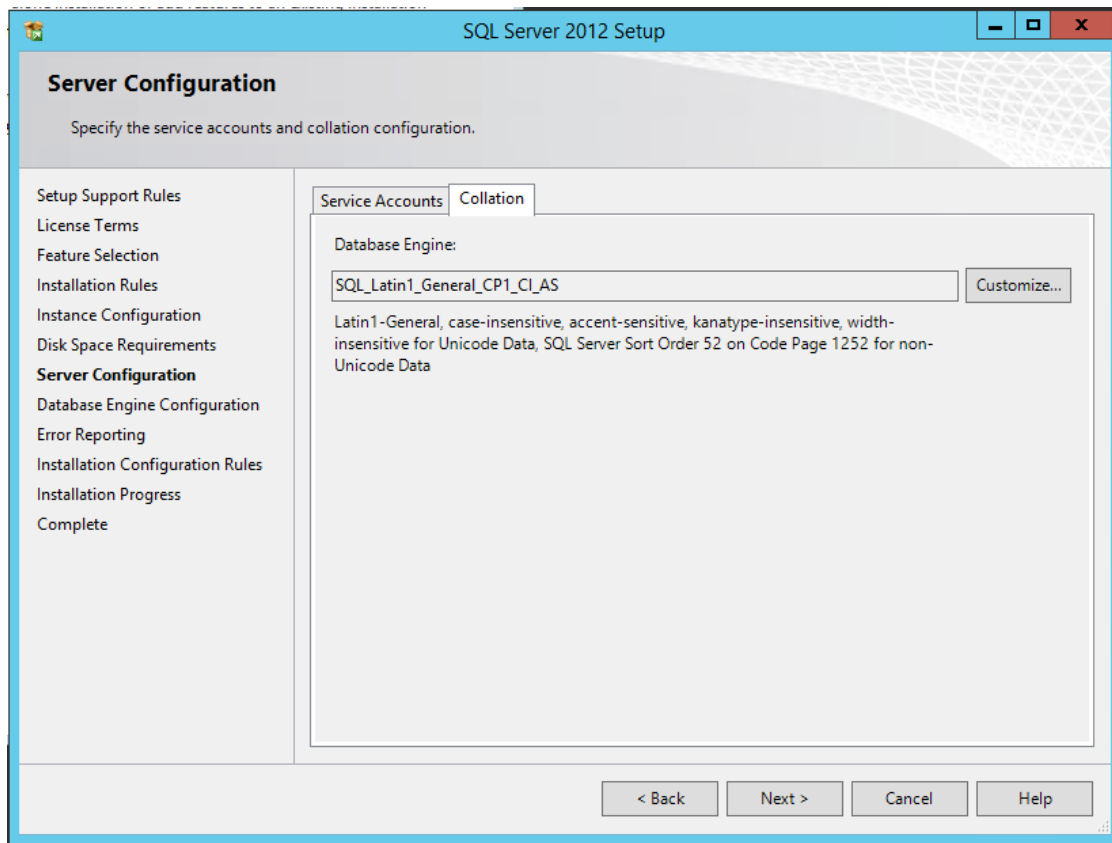 SQL Server 2012 Setup
Server Configuration
Specify the service accounts and collation configuration.
Setup Support Rules
License Terms
Feature Selection
Installation Rules
Instance Configuration
Disk Space Requirements
Server Configuration
Database Engine Configuration
Error Reporting
Installation Configuration Rules
Installation Progress
Complete
Service Accounts
Collation
Database Engine:
SQL_Latin1_General_CP1_CI_AS
Customize...
Latin1-General, case-insensitive, accent-sensitive, kanatype-insensitive, width-
insensitive for Unicode Data, SQL Server Sort Order 52 on Code Page 1252 for non-
Unicode Data
< Back
Next >
Cancel
Help